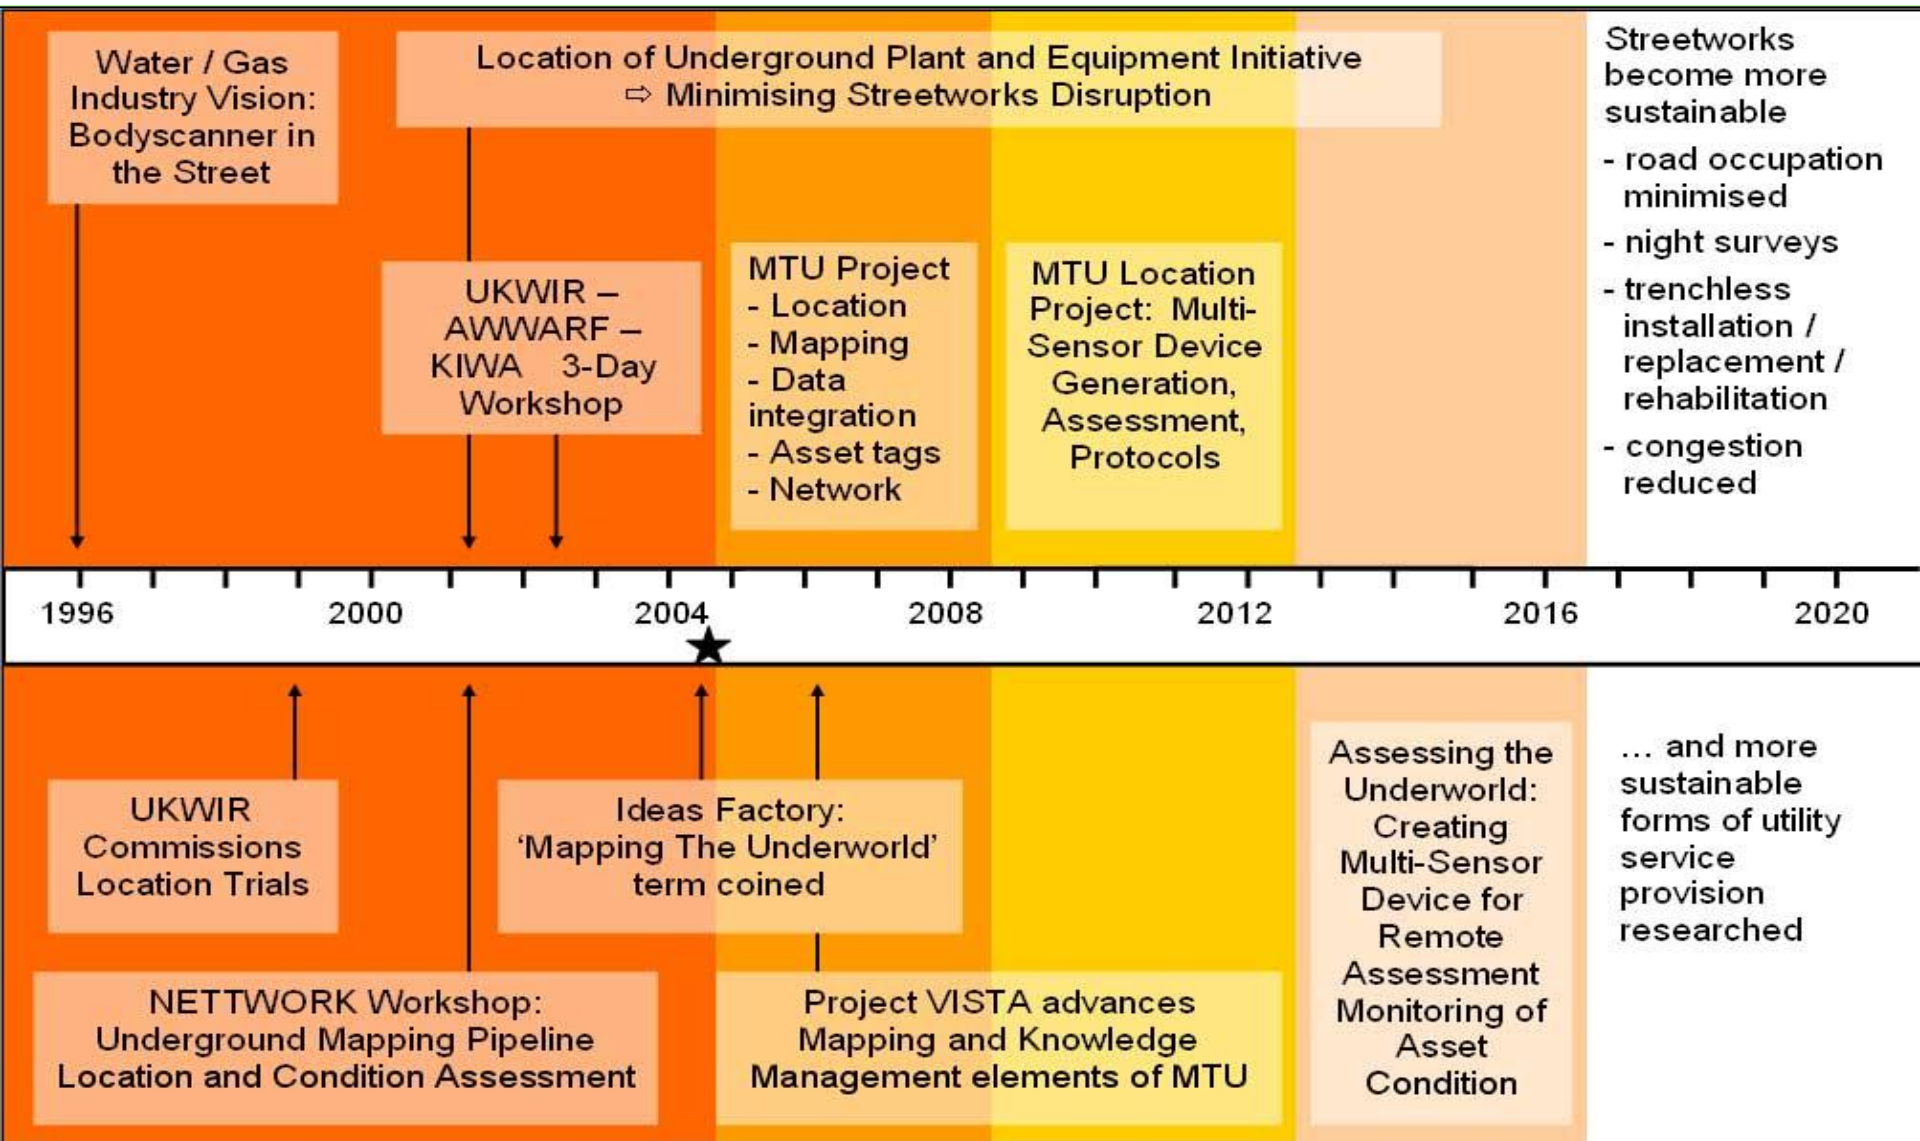 Water / Gas
Industry Vision:
Bodyscanner in
the Street
Location of Underground Plant and Equipment Initiative
⇨ Minimising Streetworks Disruption
UKWIR –
AWWARF –
KIWA 3-Day
Workshop
MTU Project
- Location
- Mapping
- Data
integration
- Asset tags
- Network
MTU Location
Project: Multi-
Sensor Device
Generation,
Assessment,
Protocols
Streetworks
become more
sustainable
- road occupation
minimised
- night surveys
- trenchless
installation /
replacement /
rehabilitation
- congestion
reduced
1996 2000 2004 2008 2012 2016 2020
UKWIR
Commissions
Location Trials
NETTWORK Workshop:
Underground Mapping Pipeline
Location and Condition Assessment
Ideas Factory:
‘Mapping The Underworld’
term coined
Project VISTA advances
Mapping and Knowledge
Management elements of MTU
Assessing the
Underworld:
Creating
Multi-Sensor
Device for
Remote
Assessment
Monitoring of
Asset
Condition
… and more
sustainable
forms of utility
service
provision
researched